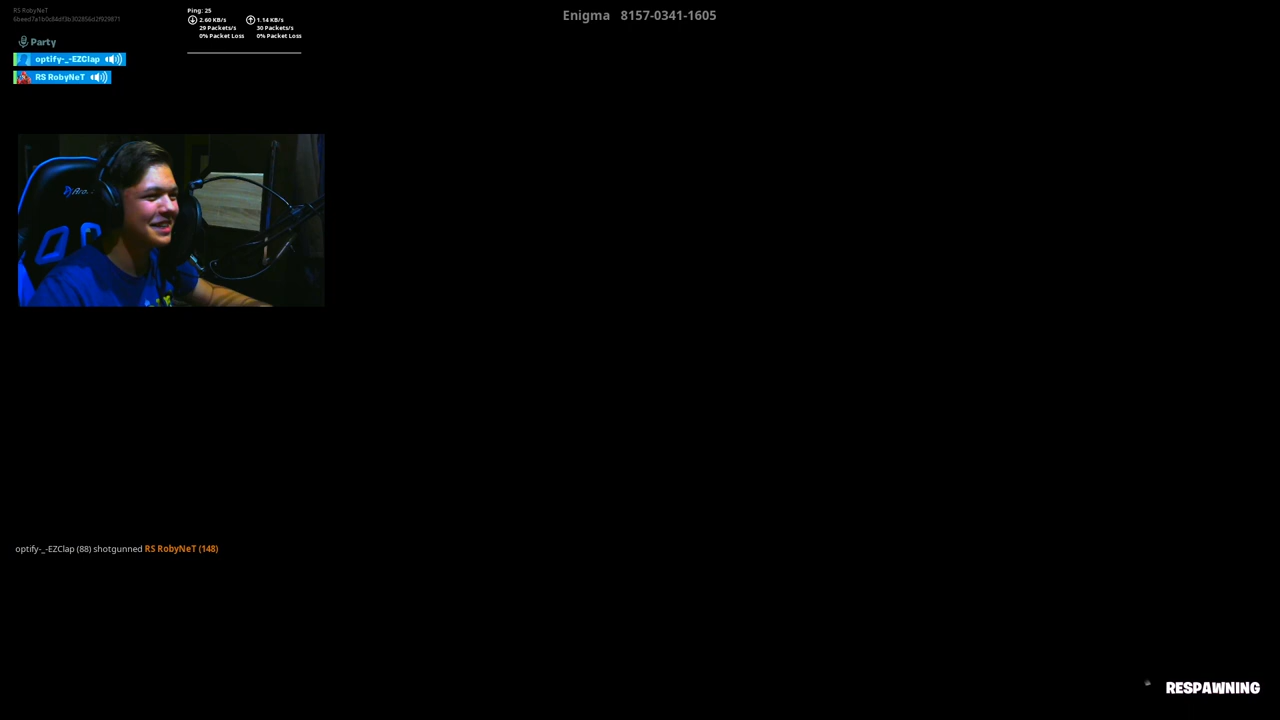 RS RobyNeT
Ping: 25
2.60 KB/s 1.14 KB/s
29 Packets/s 30 Packets/s
0% Packet Loss 0% Packet Loss
Enigma 8157-0341-1605
Party
optify-_-EZClap
RS RobyNeT
optify-_-EZClap (88) shotgunned RS RobyNeT (148)
RESPAWNING